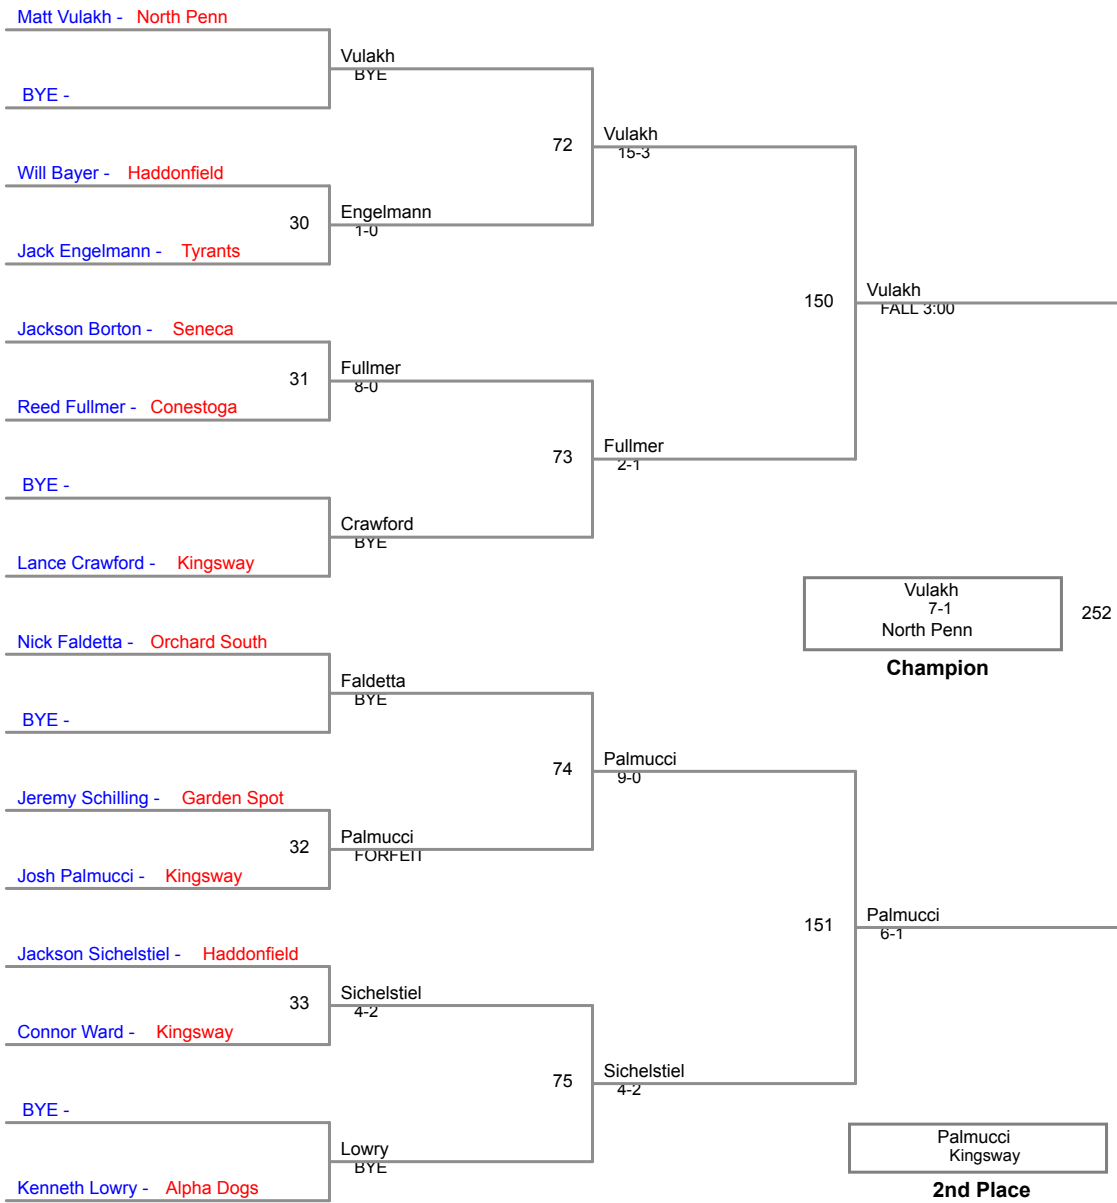 Matt Vulakh - North Penn
Vulakh
BYE
BYE -
72
Vulakh
15-3
Will Bayer - Haddonfield
30
Engelmann
1-0
Jack Engelmann - Tyrants
150
Vulakh
FALL 3:00
Jackson Borton - Seneca
31
Fullmer
8-0
Reed Fullmer - Conestoga
73
Fullmer
2-1
BYE -
Crawford
BYE
Lance Crawford - Kingsway
Vulakh
7-1
North Penn
252
Champion
Nick Faldetta - Orchard South
Faldetta
BYE
BYE -
74
Palmucci
9-0
Jeremy Schilling - Garden Spot
32
Palmucci
FORFEIT
Josh Palmucci - Kingsway
151
Palmucci
6-1
Jackson Sichelstiel - Haddonfield
33
Sichelstiel
4-2
Connor Ward - Kingsway
75
Sichelstiel
4-2
BYE -
Lowry
BYE
Kenneth Lowry - Alpha Dogs
Palmucci
Kingsway
2nd Place